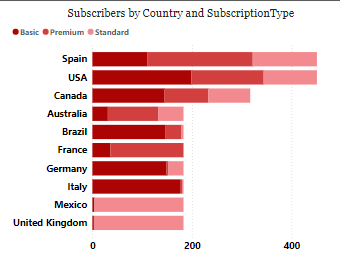 Subscribers by Country and SubscriptionType
Basic Premium Standard
Spain
USA
Canada
Australia
Brazil
France
Germany
Italy
Mexico
United Kingdom
0 200 400